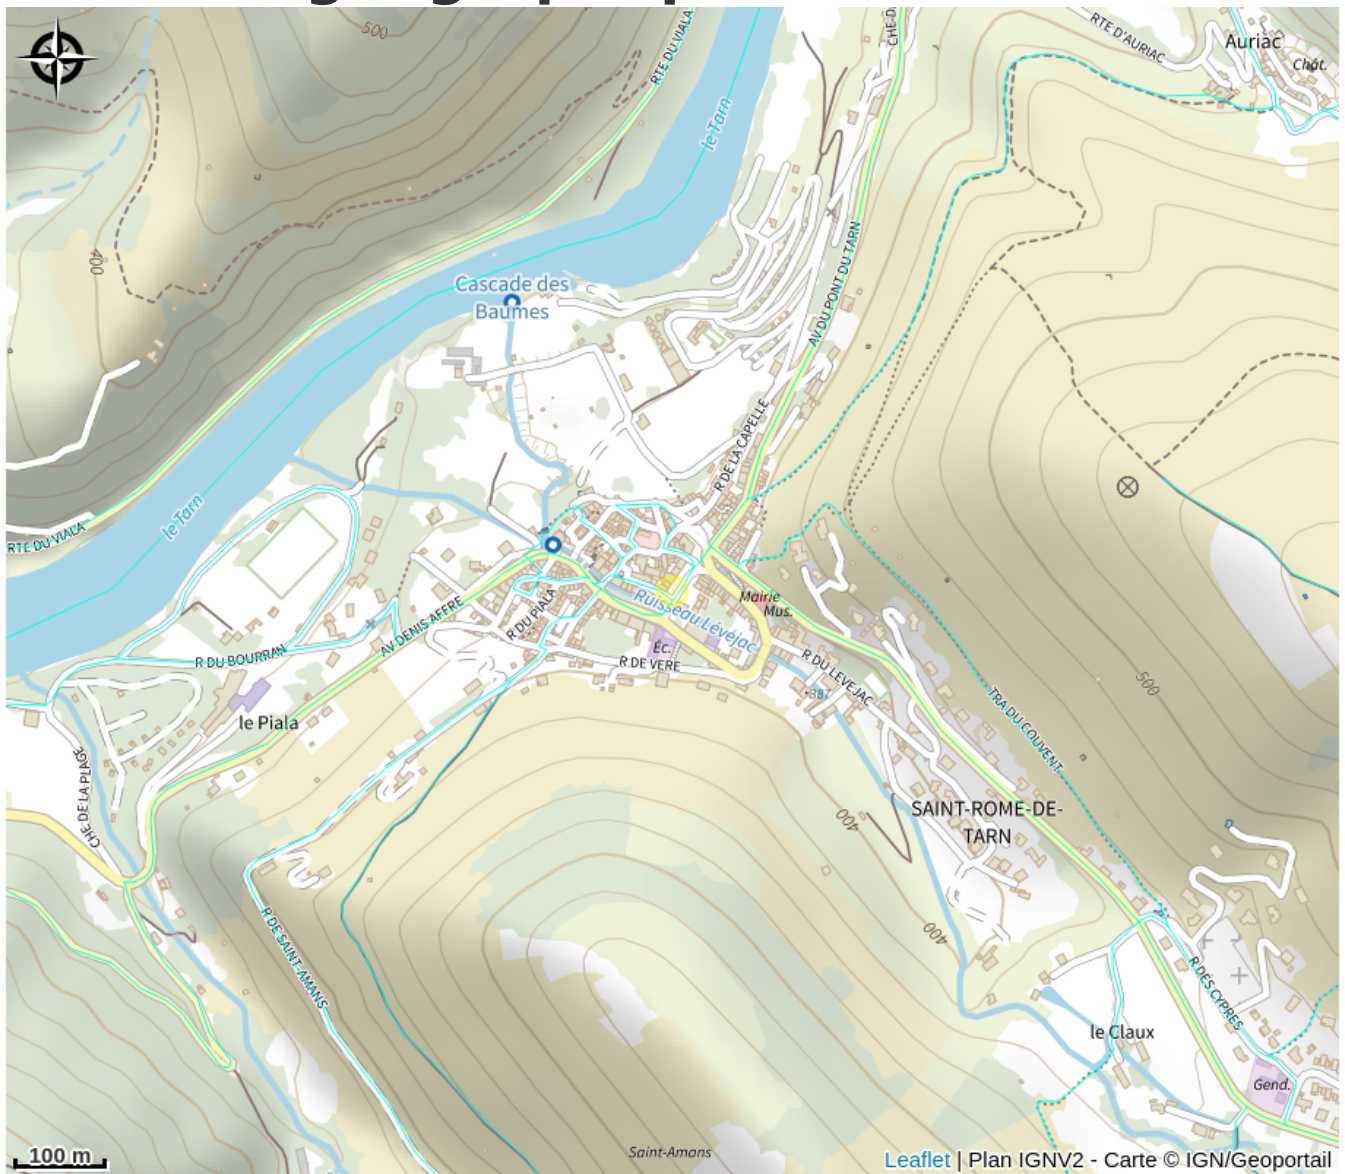 500
RTE DU VIALA
le Tarn
CHE D
RTE D'AURIAC
Auriac
Chât.
400
Cascade des
Baumes
AV DU PONT DU TARN
R DE LA CAPELLE
le Tarn
RTE DU VIALA
Mairie
Mus.
Ruisseau Lévéjac
R DU PIALA
AV DENIS AFFRE
Éc.
R DE VERE
R DU BOURRAN
R DU LEVEJAC
387
500
le Piala
TRA DU COUVENT
CHE DE LA PLAGE
SAINT-ROME-DE-
TARN
400
400
R DE SAINT-AMANS
R DES CYPRES
le Claux
Gend.
Saint-Amans
100 m
Leaflet | Plan IGNV2 - Carte © IGN/Geoportail